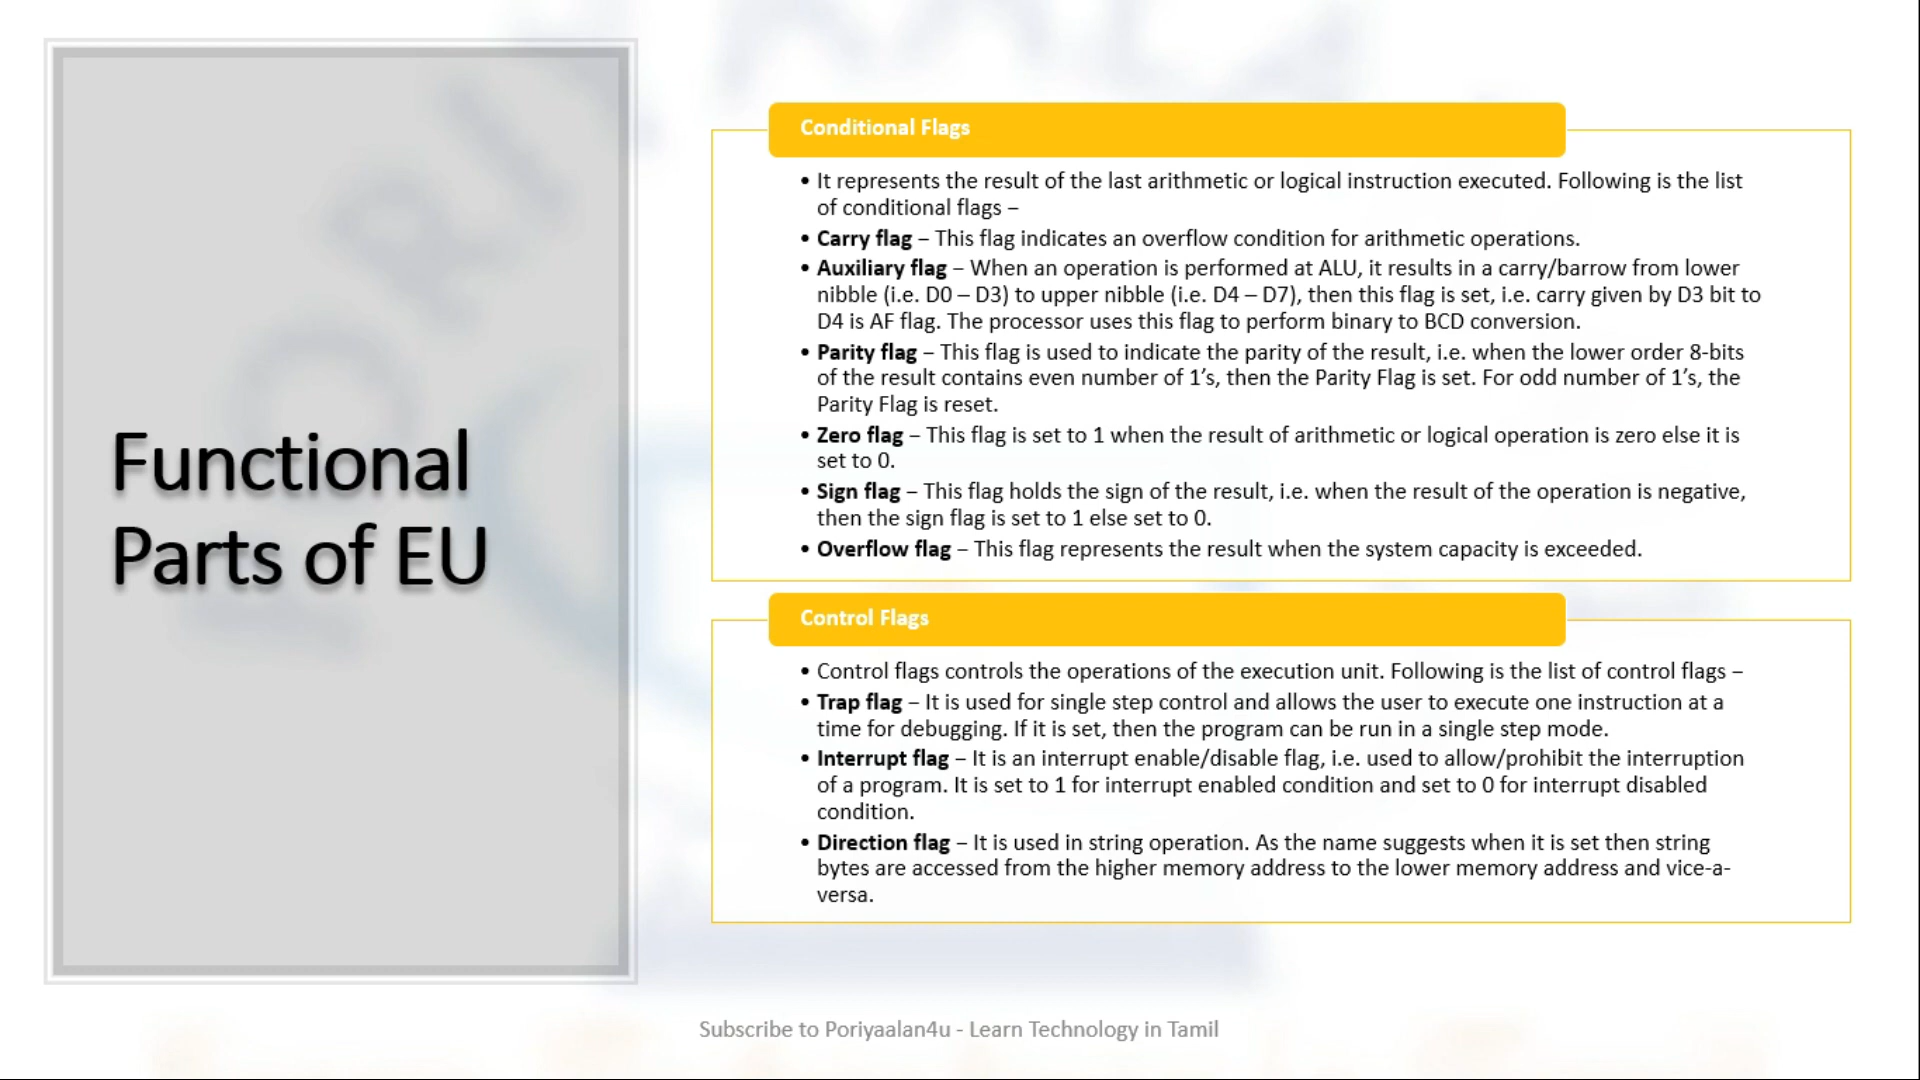 Functional
Parts of EU
Conditional Flags
• It represents the result of the last arithmetic or logical instruction executed. Following is the list
of conditional flags –
• Carry flag – This flag indicates an overflow condition for arithmetic operations.
• Auxiliary flag – When an operation is performed at ALU, it results in a carry/barrow from lower
nibble (i.e. D0 – D3) to upper nibble (i.e. D4 – D7), then this flag is set, i.e. carry given by D3 bit to
D4 is AF flag. The processor uses this flag to perform binary to BCD conversion.
• Parity flag – This flag is used to indicate the parity of the result, i.e. when the lower order 8-bits
of the result contains even number of 1’s, then the Parity Flag is set. For odd number of 1’s, the
Parity Flag is reset.
• Zero flag – This flag is set to 1 when the result of arithmetic or logical operation is zero else it is
set to 0.
• Sign flag – This flag holds the sign of the result, i.e. when the result of the operation is negative,
then the sign flag is set to 1 else set to 0.
• Overflow flag – This flag represents the result when the system capacity is exceeded.
Control Flags
• Control flags controls the operations of the execution unit. Following is the list of control flags –
• Trap flag – It is used for single step control and allows the user to execute one instruction at a
time for debugging. If it is set, then the program can be run in a single step mode.
• Interrupt flag – It is an interrupt enable/disable flag, i.e. used to allow/prohibit the interruption
of a program. It is set to 1 for interrupt enabled condition and set to 0 for interrupt disabled
condition.
• Direction flag – It is used in string operation. As the name suggests when it is set then string
bytes are accessed from the higher memory address to the lower memory address and vice-a-
versa.
Subscribe to Poriyaalan4u - Learn Technology in Tamil